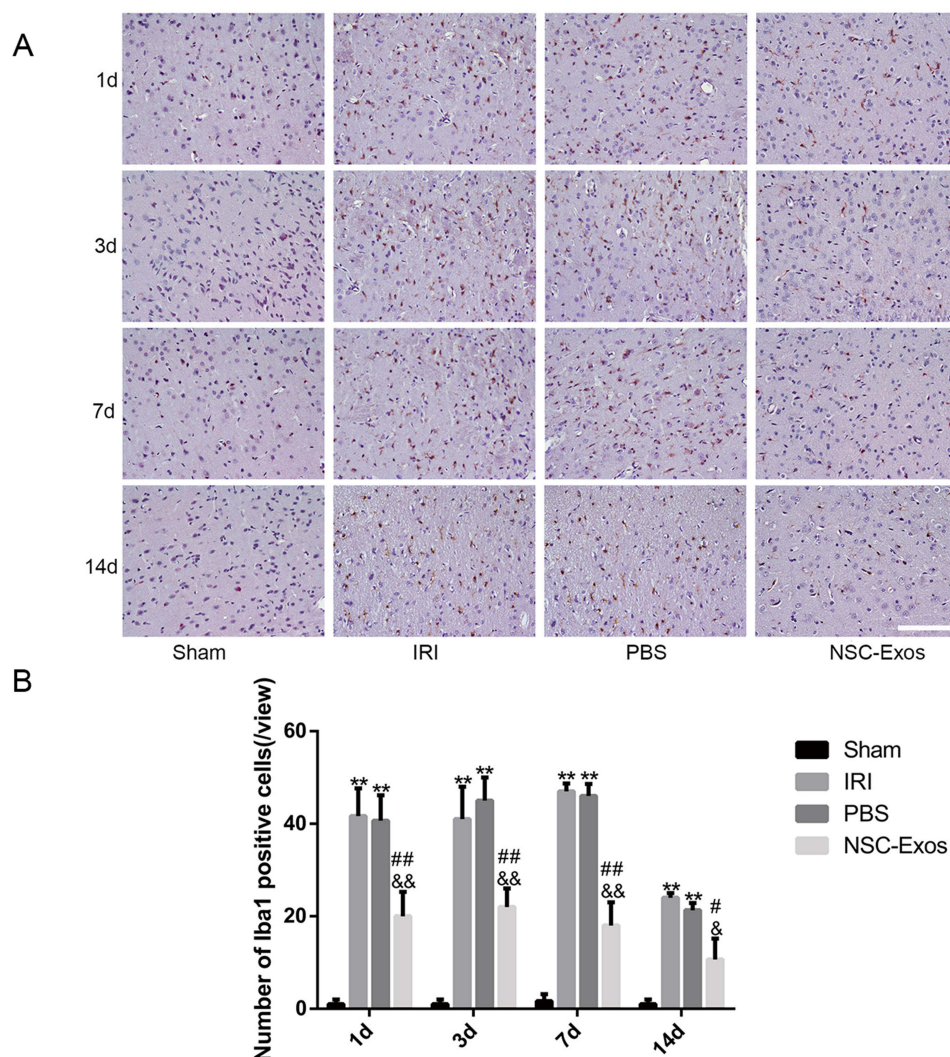 A
1d
3d
7d
14d
Sham IRI PBS NSC-Exos
B
Number of Iba1 positive cells(/view)
60
40
20
0
** ** ## &&
** ** ## &&
** ** ## &&
** ** # &
1d 3d 7d 14d
Sham
IRI
PBS
NSC-Exos